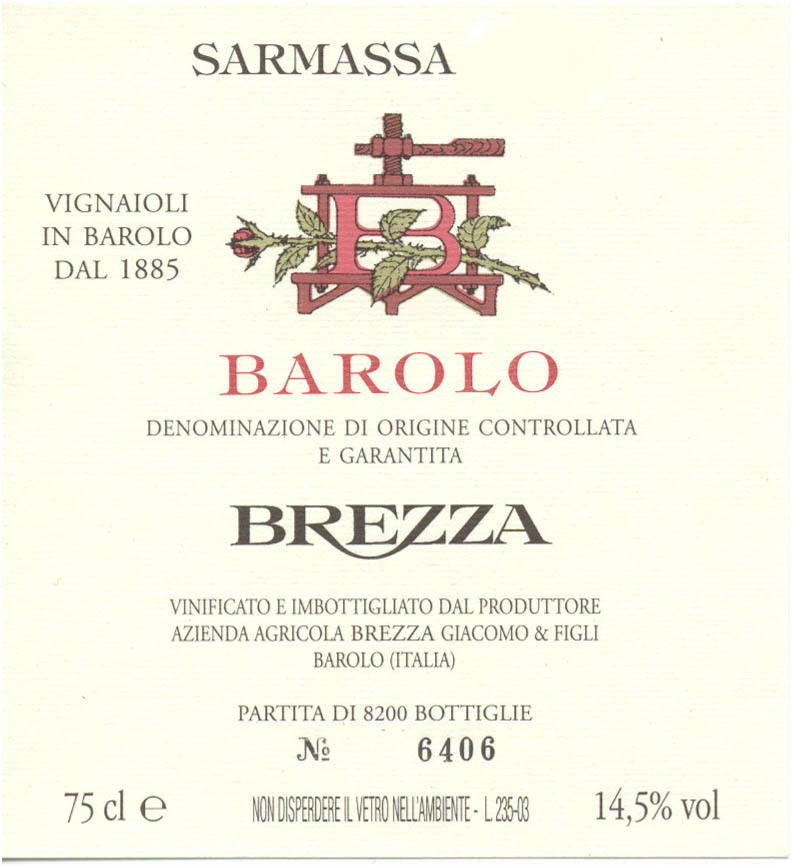 SARMASSA
VIGNAIOLI
IN BAROLO
DAL 1885
B
BAROLO
DENOMINAZIONE DI ORIGINE CONTROLLATA
E GARANTITA
BREZZA
VINIFICATO E IMBOTTIGLIATO DAL PRODUTTORE
AZIENDA AGRICOLA BREZZA GIACOMO & FIGLI
BAROLO (ITALIA)
PARTITA DI 8200 BOTTIGLIE
№ 6406
75 cl ℮ NON DISPERDERE IL VETRO NELL'AMBIENTE - L. 235-03 14,5% vol